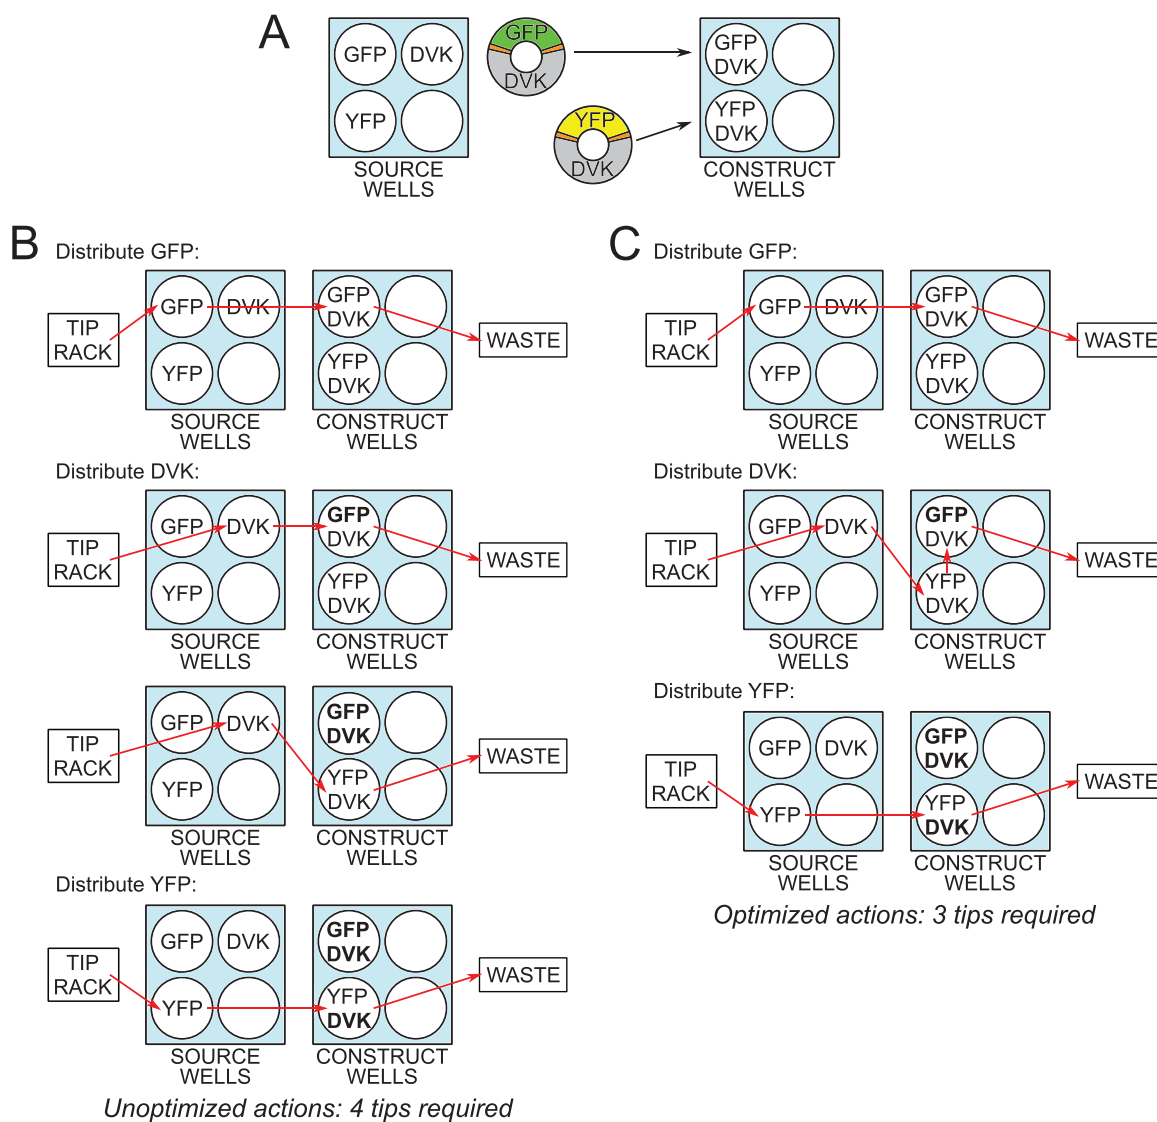 A
GFP DVK
YFP
SOURCE
WELLS
GFP
DVK
YFP
DVK
GFP
DVK
YFP
DVK
CONSTRUCT
WELLS
B
Distribute GFP:
TIP
RACK
GFP DVK
YFP
SOURCE
WELLS
GFP
DVK
YFP
DVK
CONSTRUCT
WELLS
WASTE
Distribute DVK:
TIP
RACK
GFP DVK
YFP
SOURCE
WELLS
GFP
DVK
YFP
DVK
CONSTRUCT
WELLS
WASTE
TIP
RACK
GFP DVK
YFP
SOURCE
WELLS
GFP
DVK
YFP
DVK
CONSTRUCT
WELLS
WASTE
Distribute YFP:
TIP
RACK
GFP DVK
YFP
SOURCE
WELLS
GFP
DVK
YFP
DVK
CONSTRUCT
WELLS
WASTE
Unoptimized actions: 4 tips required
C
Distribute GFP:
TIP
RACK
GFP DVK
YFP
SOURCE
WELLS
GFP
DVK
YFP
DVK
CONSTRUCT
WELLS
WASTE
Distribute DVK:
TIP
RACK
GFP DVK
YFP
SOURCE
WELLS
GFP
DVK
YFP
DVK
CONSTRUCT
WELLS
WASTE
Distribute YFP:
TIP
RACK
GFP DVK
YFP
SOURCE
WELLS
GFP
DVK
YFP
DVK
CONSTRUCT
WELLS
WASTE
Optimized actions: 3 tips required